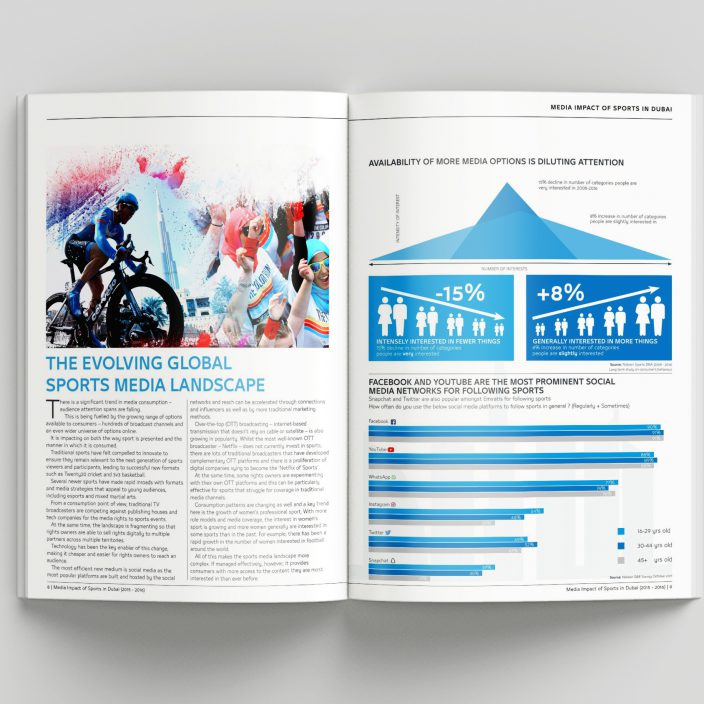 THE EVOLVING GLOBAL
SPORTS MEDIA LANDSCAPE
There is a significant trend in media consumption –
audience attention spans are falling.
This is being fuelled by the growing range of options
available to consumers – hundreds of broadcast channels and
an even wider universe of options online.
It is impacting on both the way sport is presented and the
manner in which it is consumed.
Traditional sports have felt compelled to innovate to
ensure they remain relevant to the next generation of sports
viewers and participants, leading to successful new formats
such as Twenty20 cricket and 3v3 basketball.
Several newer sports have made rapid inroads with formats
and media strategies that appeal to young audiences,
including esports and mixed martial arts.
From a consumption point of view, traditional TV
broadcasters are competing against publishing houses and
tech companies for the media rights to sports events.
At the same time, the landscape is fragmenting so that
rights owners are able to sell rights digitally to multiple
partners across multiple territories.
Technology has been the key enabler of this change,
making it cheaper and easier for rights owners to reach an
audience.
The most efficient new medium is social media as the
most popular platforms are built and hosted by the social
networks and reach can be accelerated through connections
and influencers as well as by more traditional marketing
methods.
Over-the-top (OTT) broadcasting – internet-based
transmission that doesn't rely on cable or satellite – is also
growing in popularity. Whilst the most well-known OTT
broadcaster – Netflix – does not currently invest in sports,
there are lots of traditional broadcasters that have developed
complementary OTT platforms and there is a proliferation of
digital companies vying to become the 'Netflix of Sports'.
At the same time, some rights owners are experimenting
with their own OTT platforms and this can be particularly
effective for sports that struggle for coverage in traditional
media channels.
Consumption patterns are changing as well and a key trend
here is the growth of women's professional sport. With more
role models and media coverage, the interest in women's
sport is growing and more women generally are interested in
some sports than in the past. For example, there has been a
rapid growth in the number of women interested in football
around the world.
All of this makes the sports media landscape more
complex. If managed effectively, however, it provides
consumers with more access to the content they are most
interested in than ever before.
8 | Media Impact of Sports in Dubai (2015 - 2016)
MEDIA IMPACT OF SPORTS IN DUBAI
AVAILABILITY OF MORE MEDIA OPTIONS IS DILUTING ATTENTION
15% decline in number of categories people are
very interested in 2008-2016
8% increase in number of categories
people are slightly interested in
INTENSITY OF INTEREST
NUMBER OF INTERESTS
-15%
INTENSELY INTERESTED IN FEWER THINGS
15% decline in number of categories
people are very interested
+8%
GENERALLY INTERESTED IN MORE THINGS
8% increase in number of categories
people are slightly interested
FACEBOOK AND YOUTUBE ARE THE MOST PROMINENT SOCIAL
MEDIA NETWORKS FOR FOLLOWING SPORTS
Snapchat and Twitter are also popular amongst Emiratis for following sports
How often do you use the below social media platforms to follow sports in general ? (Regularly + Sometimes)
Facebook
YouTube
WhatsApp
Instagram
Twitter
Snapchat
16-29 yrs old
30-44 yrs old
45+ yrs old
Media Impact of Sports in Dubai (2015 - 2016) | 9